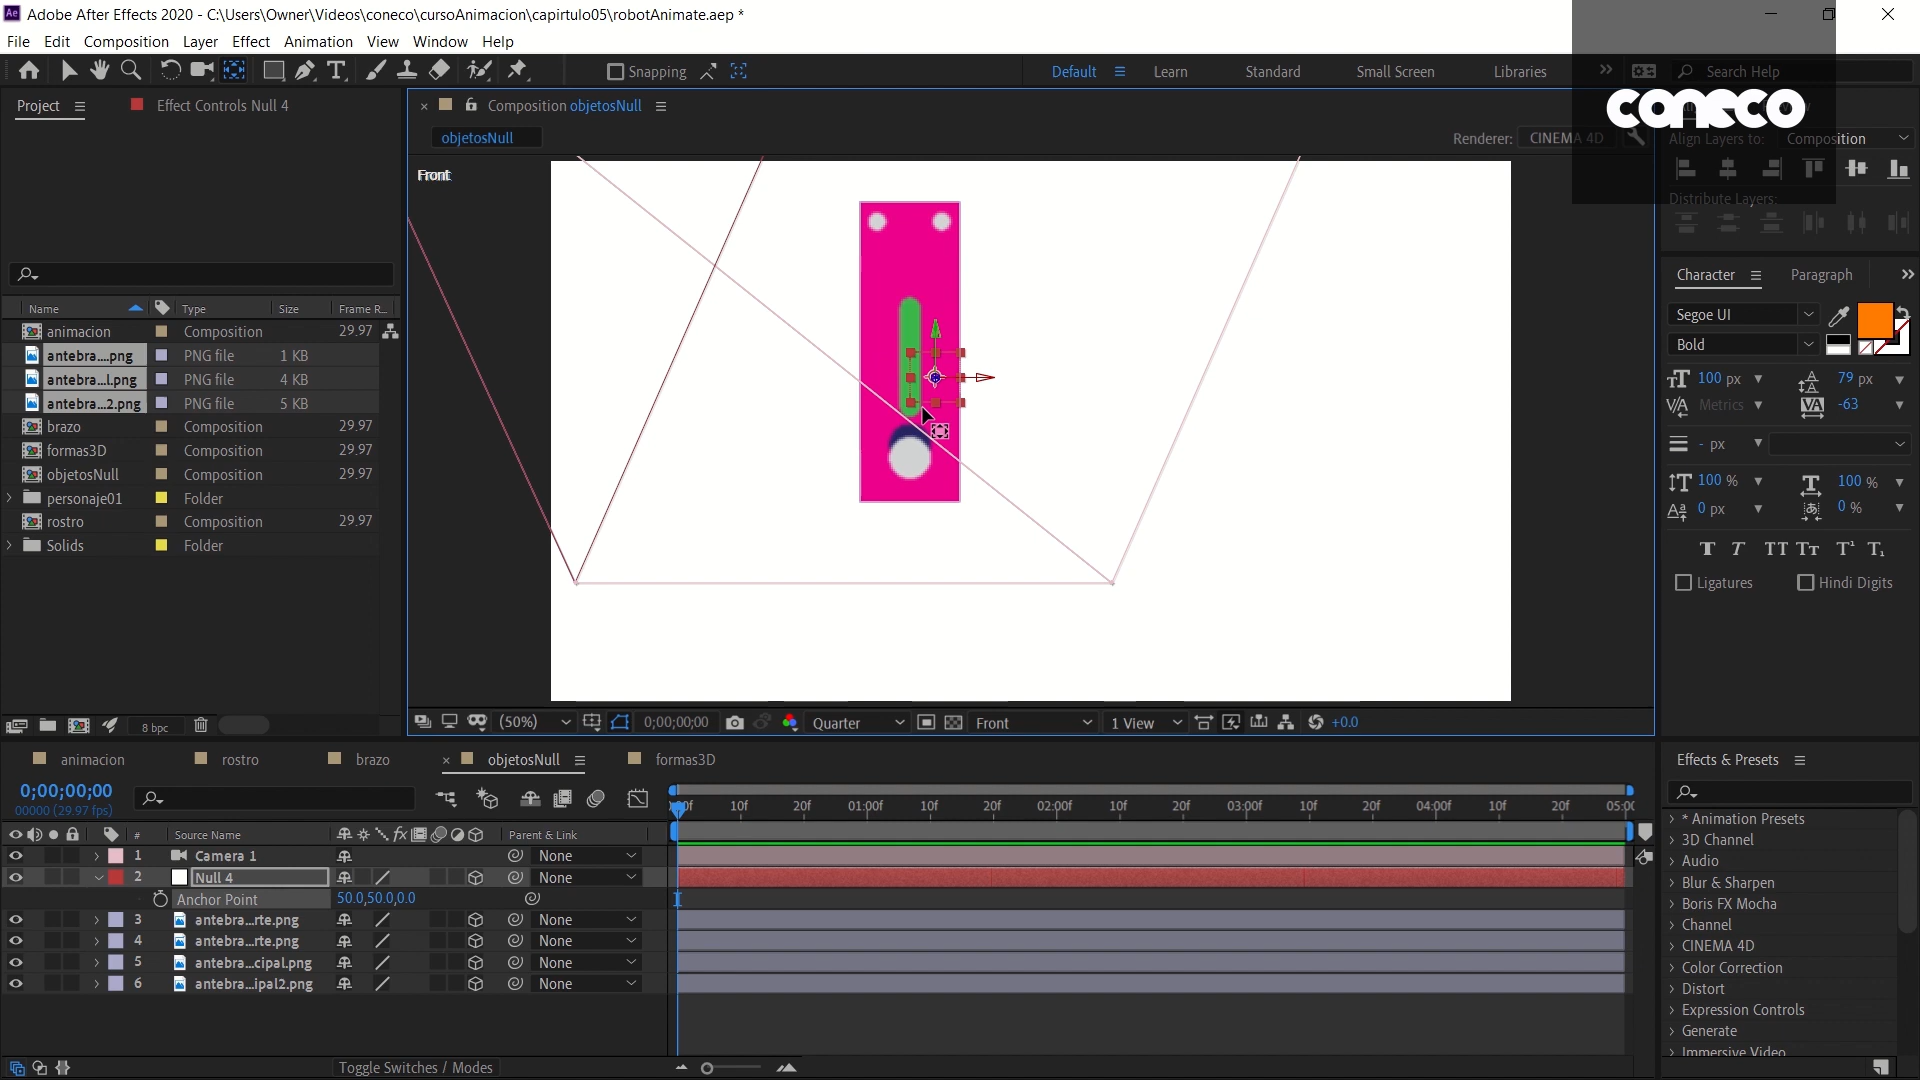 Adobe After Effects 2020 - C:\Users\Owner\Videos\coneco\cursoAnimacion\capirtulo05\robotAnimate.aep *
File Edit Composition Layer Effect Animation View Window Help
Snapping Default Learn Standard Small Screen Libraries Search Help
Project Effect Controls Null 4 Composition objetosNull
coneco
objetosNull Renderer: CINEMA 4D Align Layers to: Composition
Front
Distribute Layers:
Name Type Size Frame R...
animacion Composition 29.97
antebra....png PNG file 1 KB
antebra...l.png PNG file 4 KB
antebra...2.png PNG file 5 KB
brazo Composition 29.97
formas3D Composition 29.97
objetosNull Composition 29.97
personaje01 Folder
rostro Composition 29.97
Solids Folder
8 bpc
Character Paragraph
Segoe UI
Bold
100 px 79 px
Metrics -63
- px
100 % 100 %
0 px 0 %
T T TT Tt T¹ T₁
Ligatures Hindi Digits
(50%) 0;00;00;00 Quarter Front 1 View +0.0
animacion rostro brazo objetosNull formas3D
0;00;00;00
00000 (29.97 fps)
10f 20f 01:00f 10f 20f 02:00f 10f 20f 03:00f 10f 20f 04:00f 10f 20f
# Source Name Parent & Link
1 Camera 1 None
2 Null 4 None
Anchor Point 50.0,50.0,0.0
3 antebra...rte.png None
4 antebra...rte.png None
5 antebra...cipal.png None
6 antebra...ipal2.png None
Toggle Switches / Modes
Effects & Presets
* Animation Presets
3D Channel
Audio
Blur & Sharpen
Boris FX Mocha
Channel
CINEMA 4D
Color Correction
Distort
Expression Controls
Generate
Immersive Video